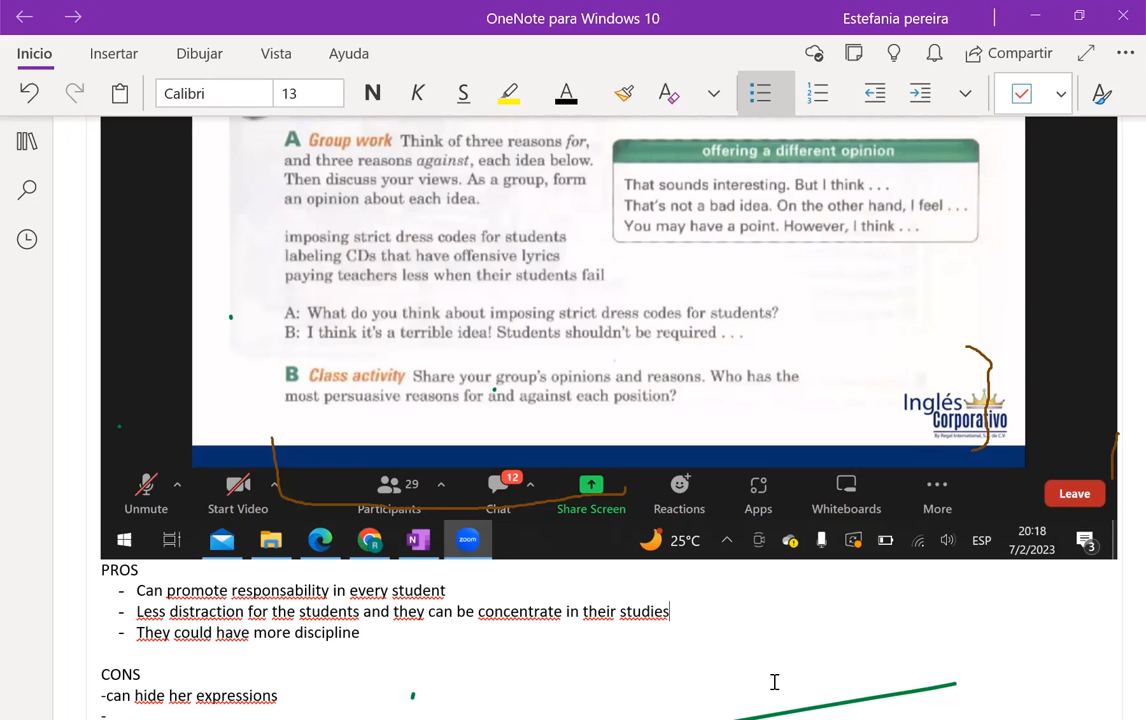 OneNote para Windows 10
Estefania pereira
Inicio Insertar Dibujar Vista Ayuda
Compartir
Calibri 13 N K S A
A Group work Think of three reasons for,
and three reasons against, each idea below.
Then discuss your views. As a group, form
an opinion about each idea.
offering a different opinion
That sounds interesting. But I think . . .
That's not a bad idea. On the other hand, I feel . . .
You may have a point. However, I think . . .
imposing strict dress codes for students
labeling CDs that have offensive lyrics
paying teachers less when their students fail
A: What do you think about imposing strict dress codes for students?
B: I think it's a terrible idea! Students shouldn't be required . . .
B Class activity Share your group's opinions and reasons. Who has the
most persuasive reasons for and against each position?
Inglés
Corporativo
29
12
Unmute Start Video Participants Chat Share Screen Reactions Apps Whiteboards More
Leave
zoom
25°C
ESP
20:18
7/2/2023
3
PROS
- Can promote responsability in every student
- Less distraction for the students and they can be concentrate in their studies
- They could have more discipline
CONS
-can hide her expressions
-